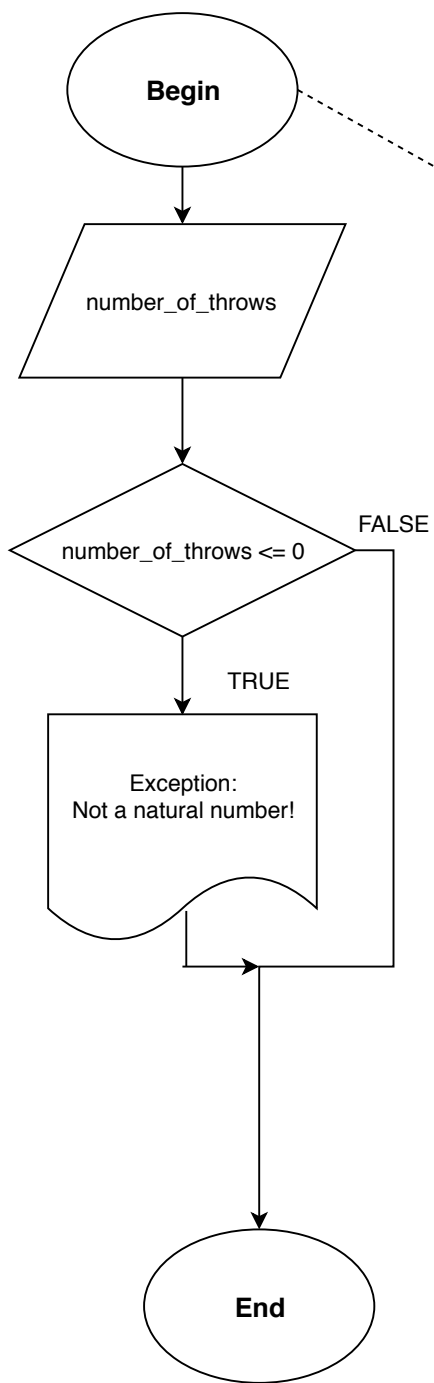 Begin
number_of_throws
number_of_throws <= 0
FALSE
TRUE
Exception:
Not a natural number!
End